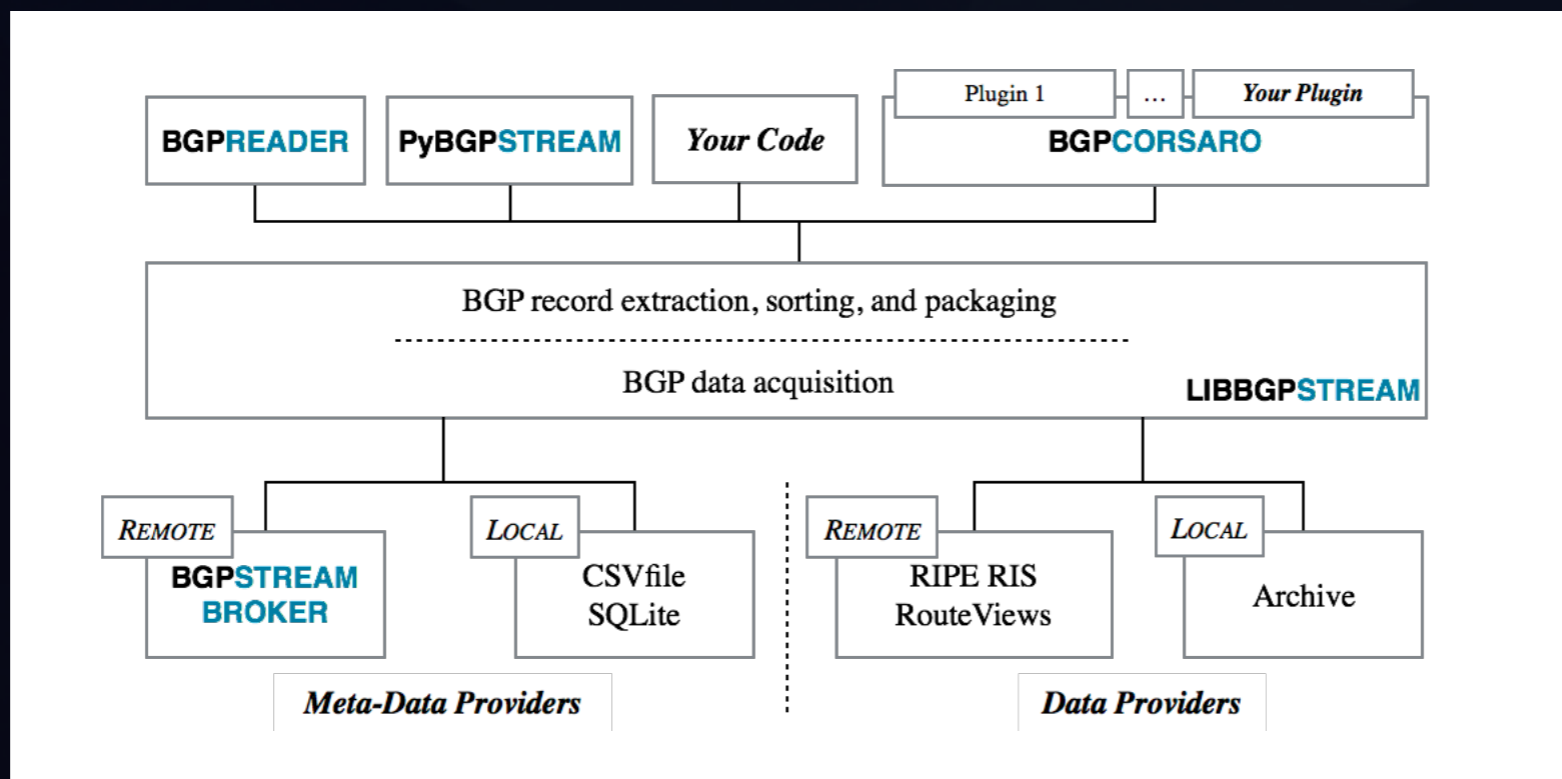 Plugin 1
...
Your Plugin
BGPREADER
PyBGPSTREAM
Your Code
BGPCORSARO
BGP record extraction, sorting, and packaging
BGP data acquisition
LIBBGPSTREAM
REMOTE
BGPSTREAM
BROKER
LOCAL
CSVfile
SQLite
REMOTE
RIPE RIS
RouteViews
LOCAL
Archive
Meta-Data Providers
Data Providers